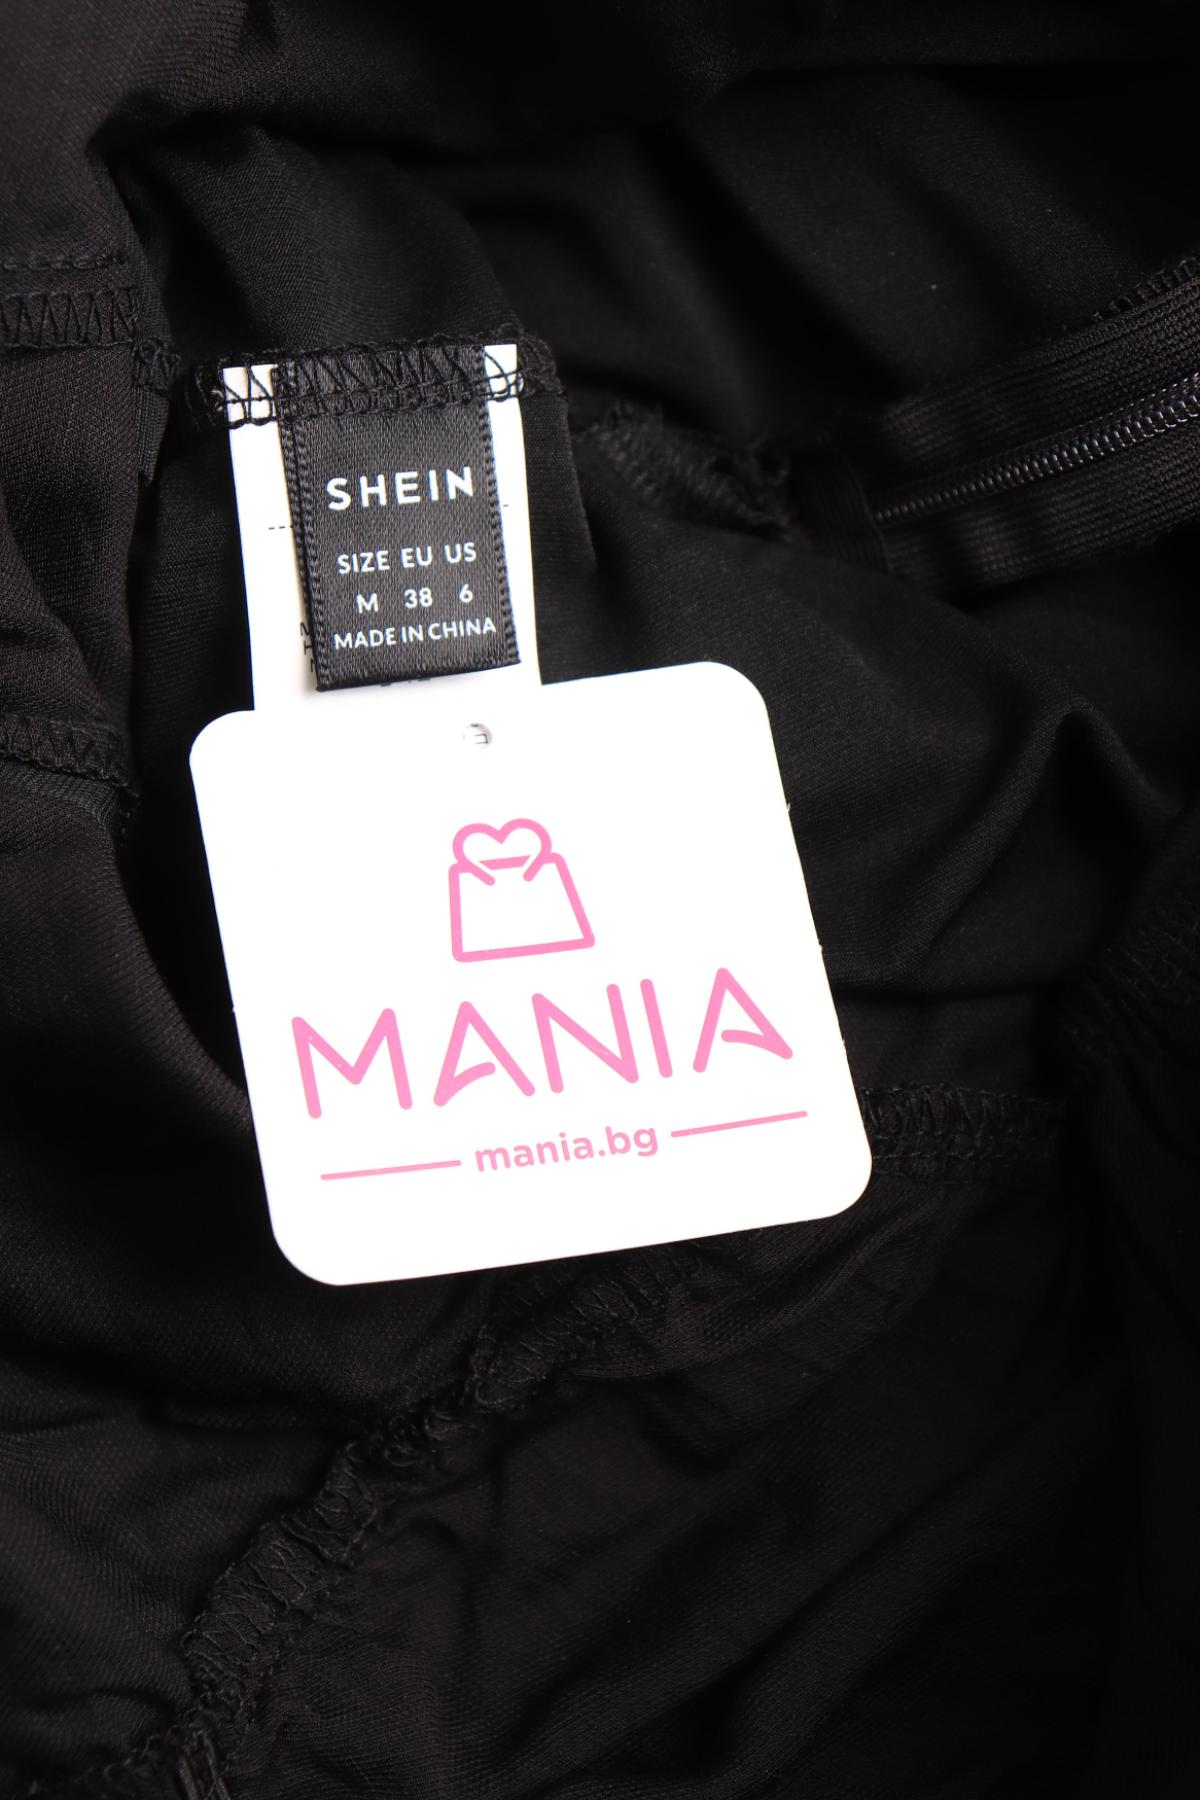 SHEIN
SIZE EU US
M 38 6
MADE IN CHINA
MANIA
mania.bg